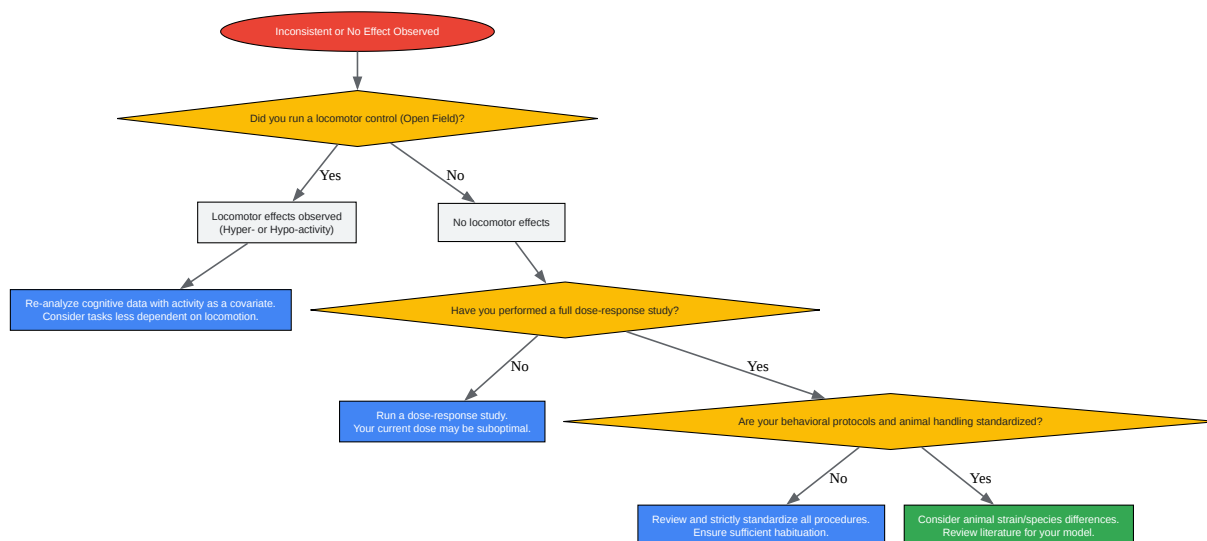 Inconsistent or No Effect Observed
Did you run a locomotor control (Open Field)?
Yes
No
Locomotor effects observed
(Hyper- or Hypo-activity)
No locomotor effects
Re-analyze cognitive data with activity as a covariate.
Consider tasks less dependent on locomotion.
Have you performed a full dose-response study?
No
Yes
Run a dose-response study.
Your current dose may be suboptimal.
Are your behavioral protocols and animal handling standardized?
No
Yes
Review and strictly standardize all procedures.
Ensure sufficient habituation.
Consider animal strain/species differences.
Review literature for your model.